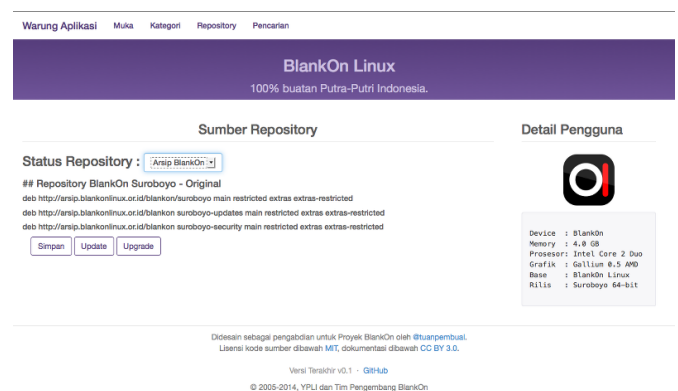 Warung Aplikasi Muka Kategori Repository Pencarian
BlankOn Linux
100% buatan Putra-Putri Indonesia.
Sumber Repository
Status Repository : Arsip BlankOn
## Repository BlankOn Suroboyo - Original
deb http://arsip.blankonlinux.or.id/blankon/suroboyo main restricted extras extras-restricted
deb http://arsip.blankonlinux.or.id/blankon suroboyo-updates main restricted extras extras-restricted
deb http://arsip.blankonlinux.or.id/blankon suroboyo-security main restricted extras extras-restricted
Simpan Update Upgrade
Detail Pengguna
Device : BlankOn
Memory : 4.0 GB
Prosesor: Intel Core 2 Duo
Grafik : Gallium 0.5 AMD
Base : BlankOn Linux
Rilis : Suroboyo 64-bit
Didesain sebagai pengabdian untuk Proyek BlankOn oleh @tuanpembual.
Lisensi kode sumber dibawah MIT, dokumentasi dibawah CC BY 3.0.
Versi Terakhir v0.1 · GitHub
© 2005-2014, YPLI dan Tim Pengembang BlankOn